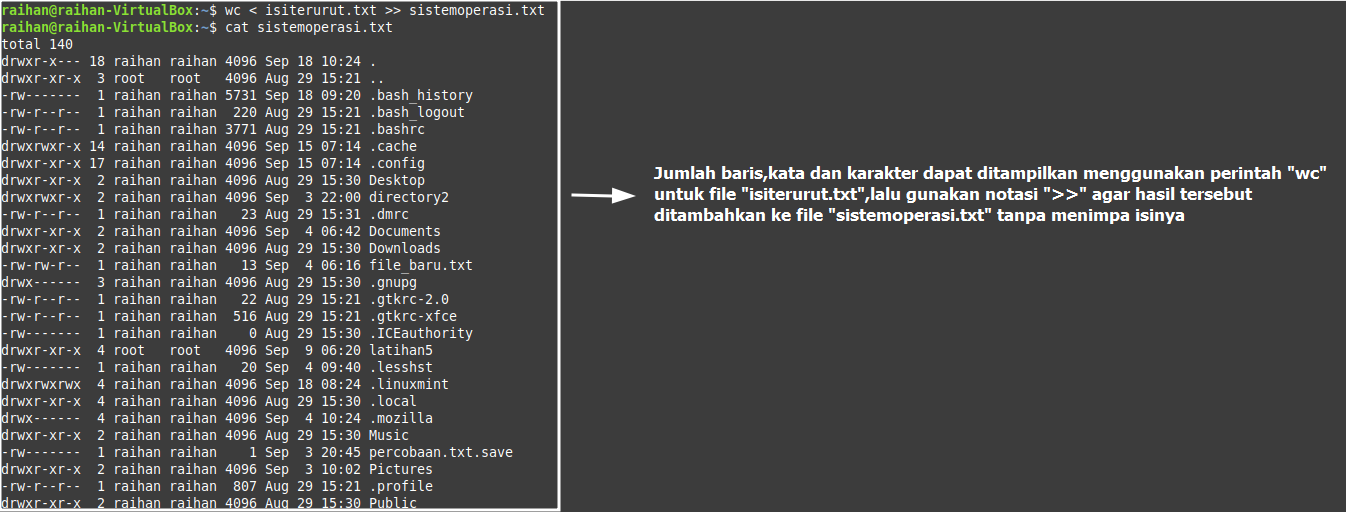 raihan@raihan-VirtualBox:~$ wc < isiterurut.txt >> sistemoperasi.txt
raihan@raihan-VirtualBox:~$ cat sistemoperasi.txt
total 140
drwxr-x--- 18 raihan raihan 4096 Sep 18 10:24 .
drwxr-xr-x  3 root   root   4096 Aug 29 15:21 ..
-rw-------  1 raihan raihan 5731 Sep 18 09:20 .bash_history
-rw-r--r--  1 raihan raihan  220 Aug 29 15:21 .bash_logout
-rw-r--r--  1 raihan raihan 3771 Aug 29 15:21 .bashrc
drwxrwxr-x 14 raihan raihan 4096 Sep 15 07:14 .cache
drwxr-xr-x 17 raihan raihan 4096 Sep 15 07:14 .config
drwxr-xr-x  2 raihan raihan 4096 Aug 29 15:30 Desktop
drwxrwxr-x  2 raihan raihan 4096 Sep  3 22:00 directory2
-rw-r--r--  1 raihan raihan   23 Aug 29 15:31 .dmrc
drwxr-xr-x  2 raihan raihan 4096 Sep  4 06:42 Documents
drwxr-xr-x  2 raihan raihan 4096 Aug 29 15:30 Downloads
-rw-rw-r--  1 raihan raihan   13 Sep  4 06:16 file_baru.txt
drwx------  3 raihan raihan 4096 Aug 29 15:30 .gnupg
-rw-r--r--  1 raihan raihan   22 Aug 29 15:21 .gtkrc-2.0
-rw-r--r--  1 raihan raihan  516 Aug 29 15:21 .gtkrc-xfce
-rw-------  1 raihan raihan    0 Aug 29 15:30 .ICEauthority
drwxr-xr-x  4 root   root   4096 Sep  9 06:20 latihan5
-rw-------  1 raihan raihan   20 Sep  4 09:40 .lesshst
drwxrwxrwx  4 raihan raihan 4096 Sep 18 08:24 .linuxmint
drwxr-xr-x  4 raihan raihan 4096 Aug 29 15:30 .local
drwx------  4 raihan raihan 4096 Sep  4 10:24 .mozilla
drwxr-xr-x  2 raihan raihan 4096 Aug 29 15:30 Music
-rw-------  1 raihan raihan    1 Sep  3 20:45 percobaan.txt.save
drwxr-xr-x  2 raihan raihan 4096 Sep  3 10:02 Pictures
-rw-r--r--  1 raihan raihan  807 Aug 29 15:21 .profile
drwxr-xr-x  2 raihan raihan 4096 Aug 29 15:30 Public
Jumlah baris,kata dan karakter dapat ditampilkan menggunakan perintah "wc"
untuk file "isiterurut.txt",lalu gunakan notasi ">>" agar hasil tersebut
ditambahkan ke file "sistemoperasi.txt" tanpa menimpa isinya